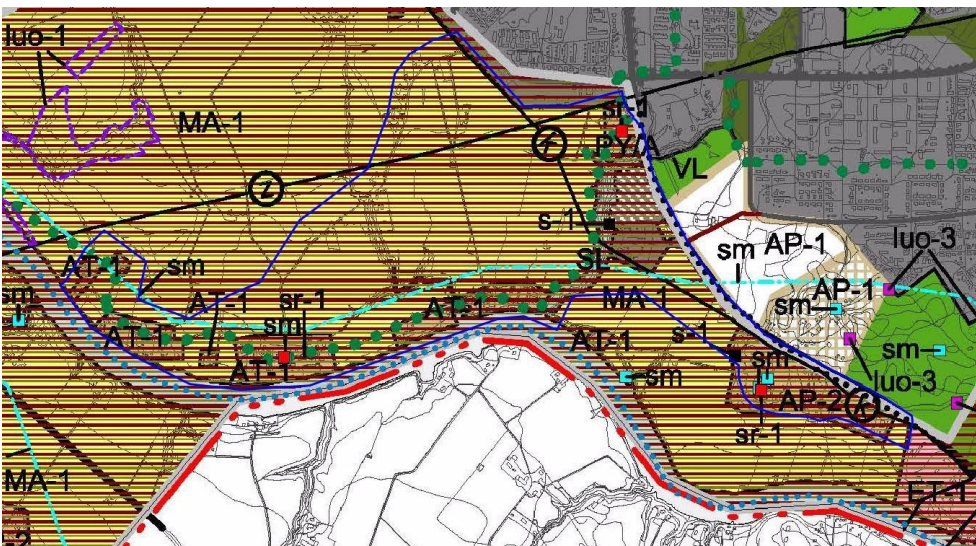 luo-1
MA-1
sr-1
PY/A
VL
z
s-1
SL
sm AP-1
luo-3
AT-1
sm
MA-1
AP-1
sm
sm
AT-1
sr-1
AT-1
sm
AT-1
AT-1
s-1
sm
AT-1
sm
sm
luo-3
AP-2
k
sr-1
MA-1
ET-1